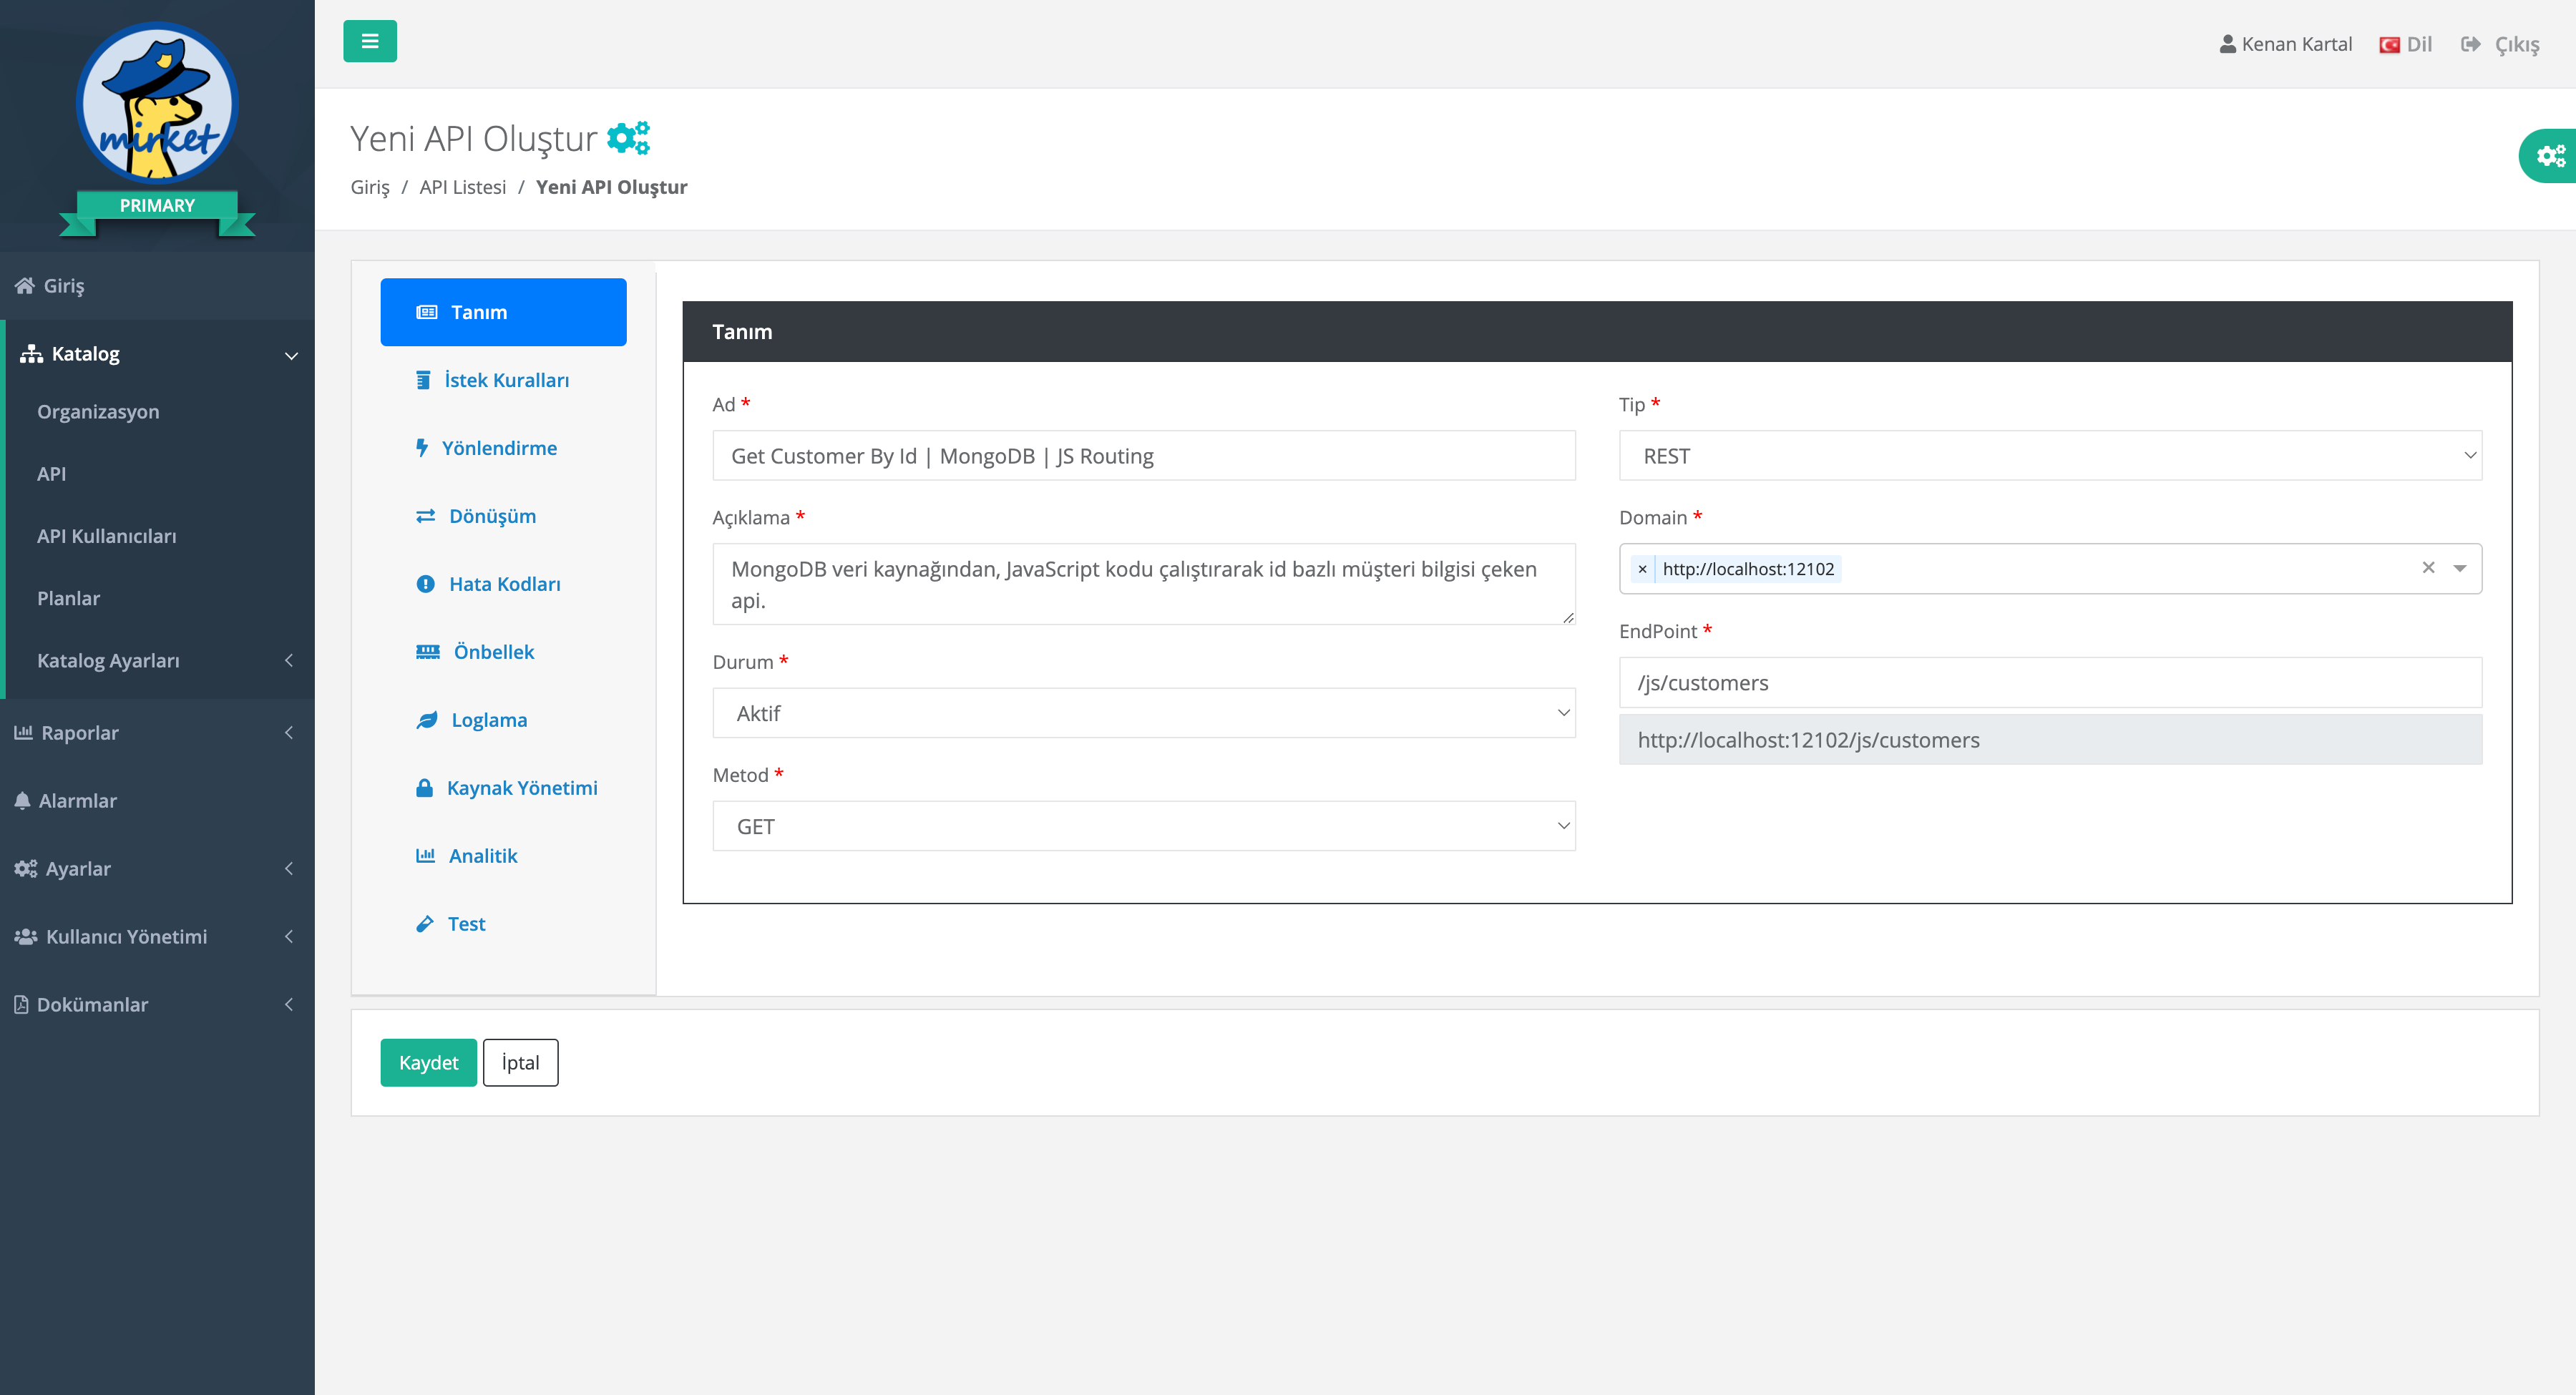 mirket
PRIMARY
Giriş
Katalog
Organizasyon
API
API Kullanıcıları
Planlar
Katalog Ayarları
Raporlar
Alarmlar
Ayarlar
Kullanıcı Yönetimi
Dokümanlar
Kenan Kartal Dil Çıkış
Yeni API Oluştur
Giriş / API Listesi / Yeni API Oluştur
Tanım
İstek Kuralları
Yönlendirme
Dönüşüm
Hata Kodları
Önbellek
Loglama
Kaynak Yönetimi
Analitik
Test
Tanım
Ad *
Get Customer By Id | MongoDB | JS Routing
Açıklama *
MongoDB veri kaynağından, JavaScript kodu çalıştırarak id bazlı müşteri bilgisi çeken
api.
Durum *
Aktif
Metod *
GET
Tip *
REST
Domain *
× http://localhost:12102 ×
EndPoint *
/js/customers
http://localhost:12102/js/customers
Kaydet İptal